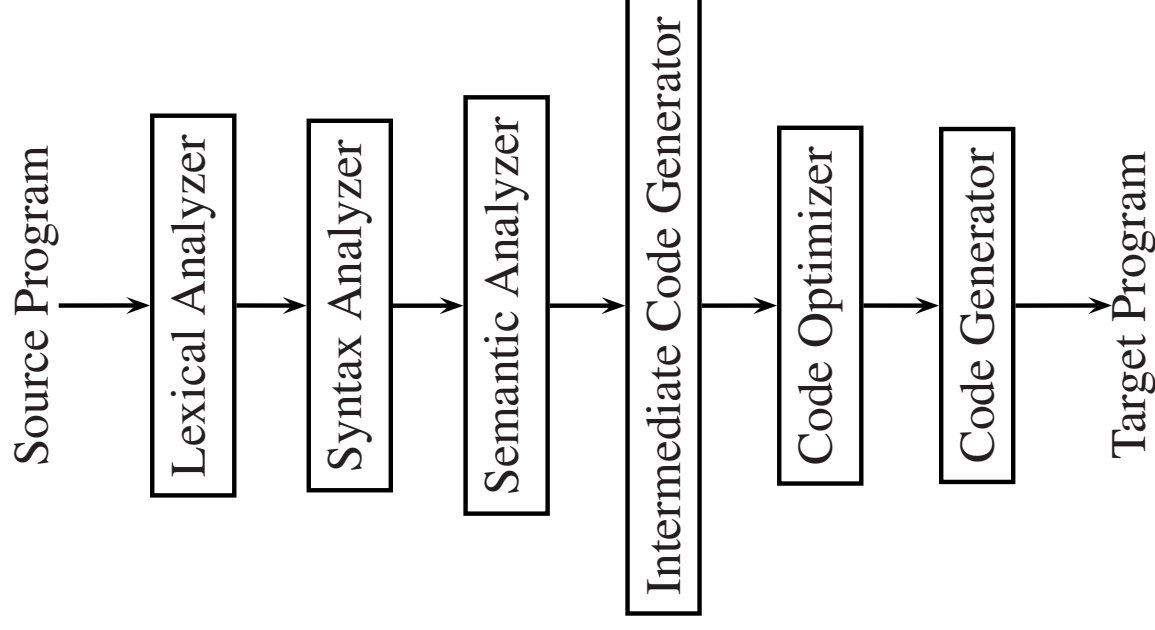 Source Program
Lexical Analyzer
Syntax Analyzer
Semantic Analyzer
Intermediate Code Generator
Code Optimizer
Code Generator
Target Program